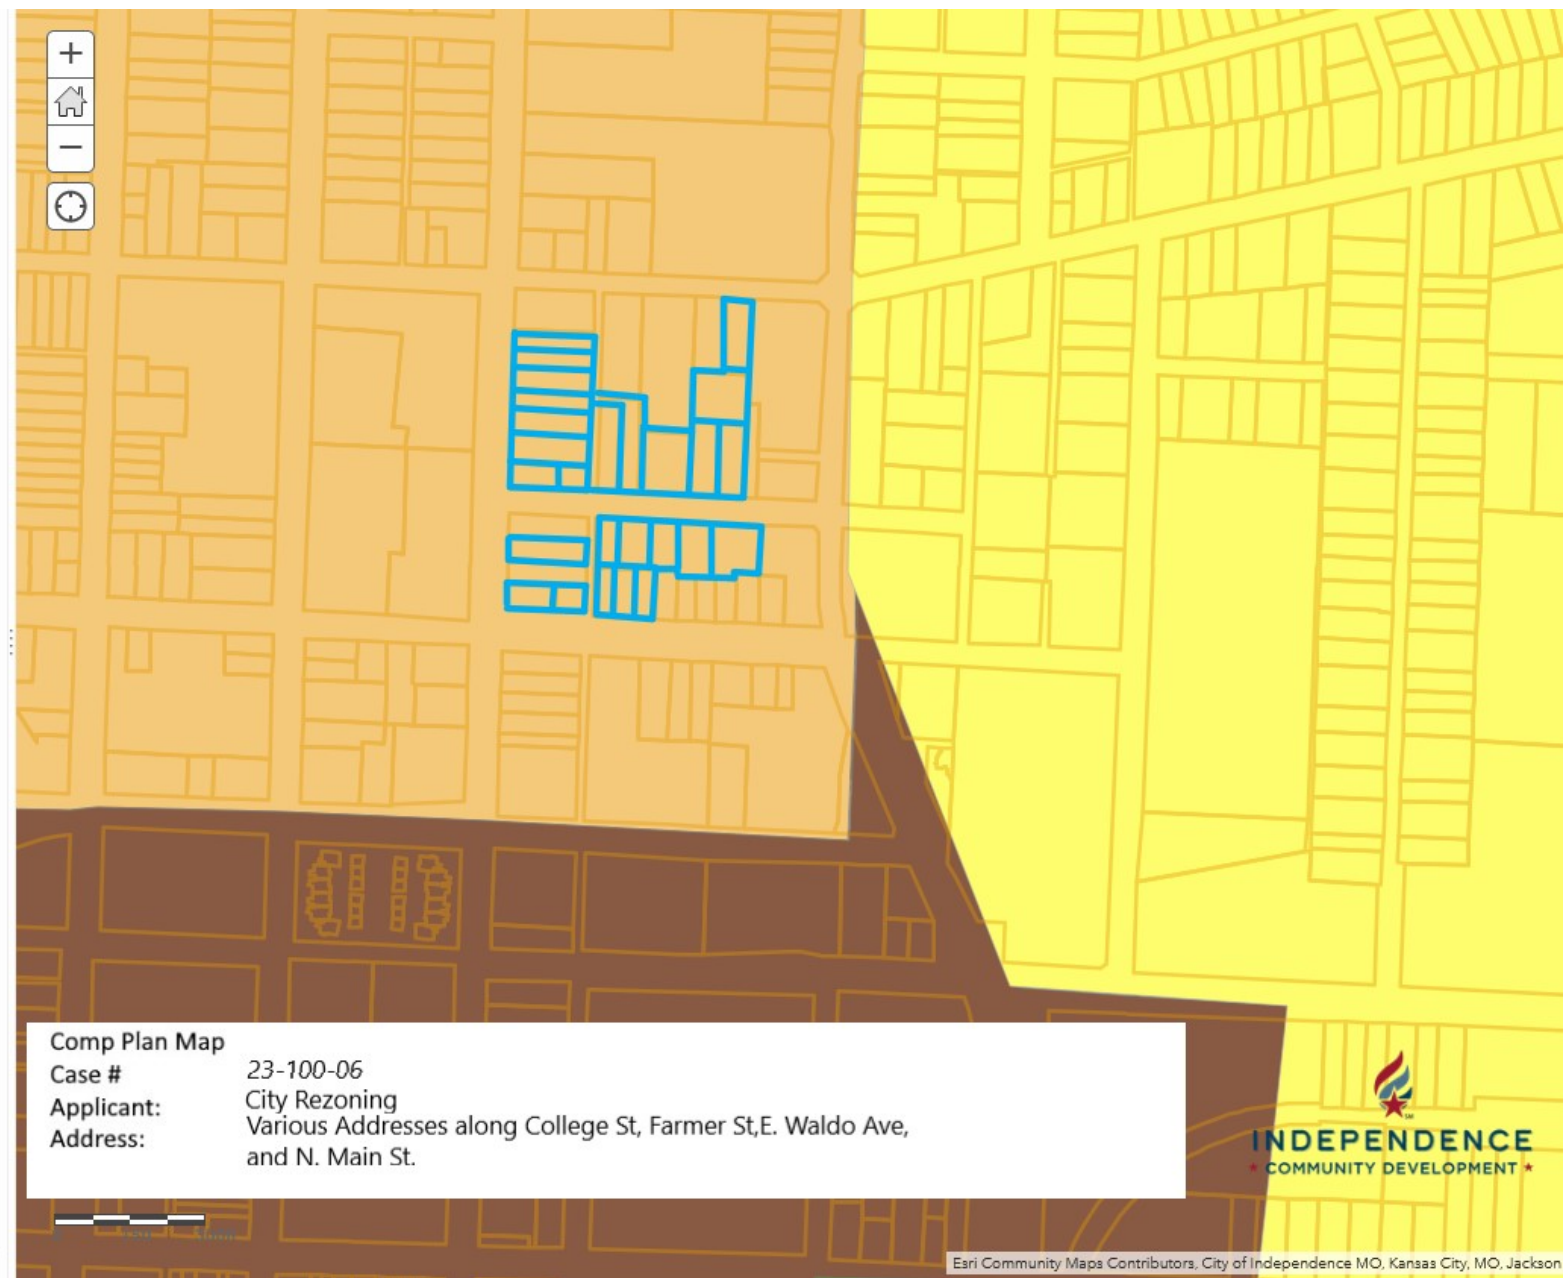 +
−
Comp Plan Map
Case # 23-100-06
Applicant: City Rezoning
Address: Various Addresses along College St, Farmer St,E. Waldo Ave,
and N. Main St.
INDEPENDENCE
COMMUNITY DEVELOPMENT
Esri Community Maps Contributors, City of Independence MO, Kansas City, MO, Jackson